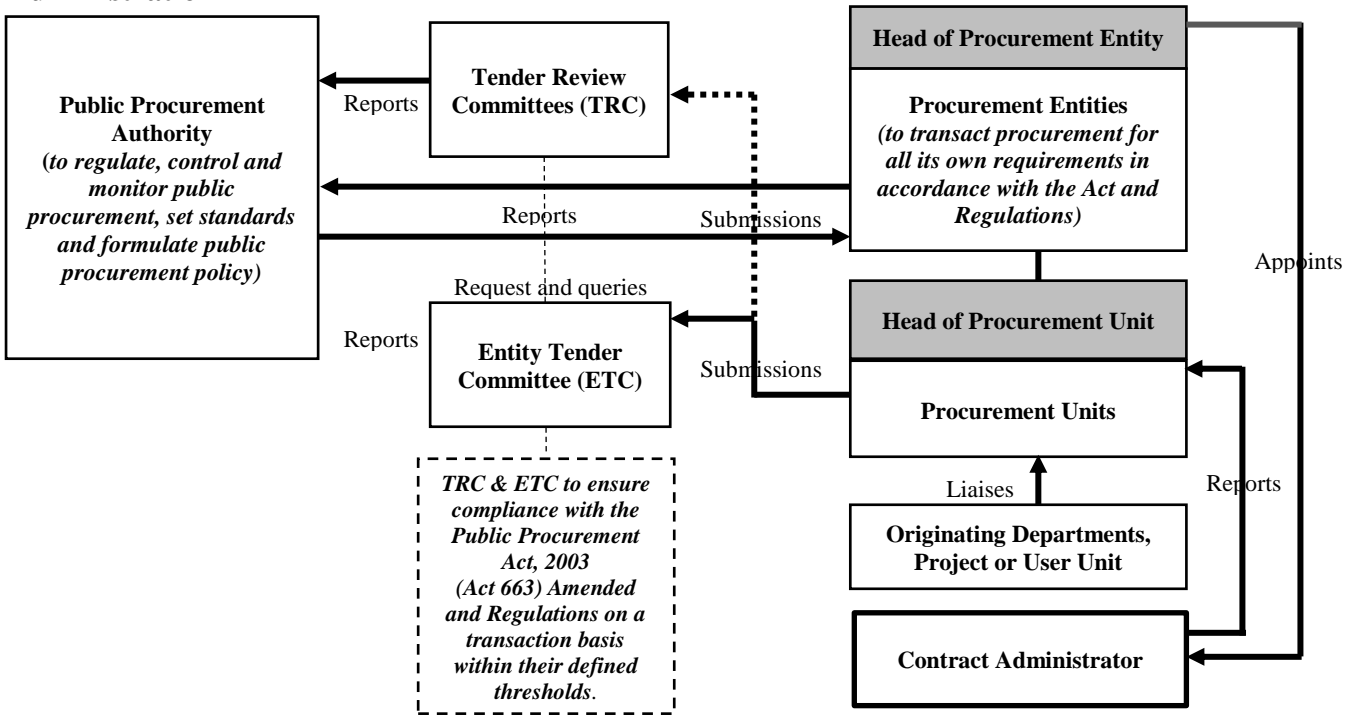 Public Procurement
Authority
(to regulate, control and
monitor public
procurement, set standards
and formulate public
procurement policy)
Reports
Tender Review
Committees (TRC)
Head of Procurement Entity
Procurement Entities
(to transact procurement for
all its own requirements in
accordance with the Act and
Regulations)
Reports
Submissions
Appoints
Request and queries
Reports
Entity Tender
Committee (ETC)
Submissions
Head of Procurement Unit
Procurement Units
Liaises
Reports
TRC & ETC to ensure
compliance with the
Public Procurement
Act, 2003
(Act 663) Amended
and Regulations on a
transaction basis
within their defined
thresholds.
Originating Departments,
Project or User Unit
Contract Administrator